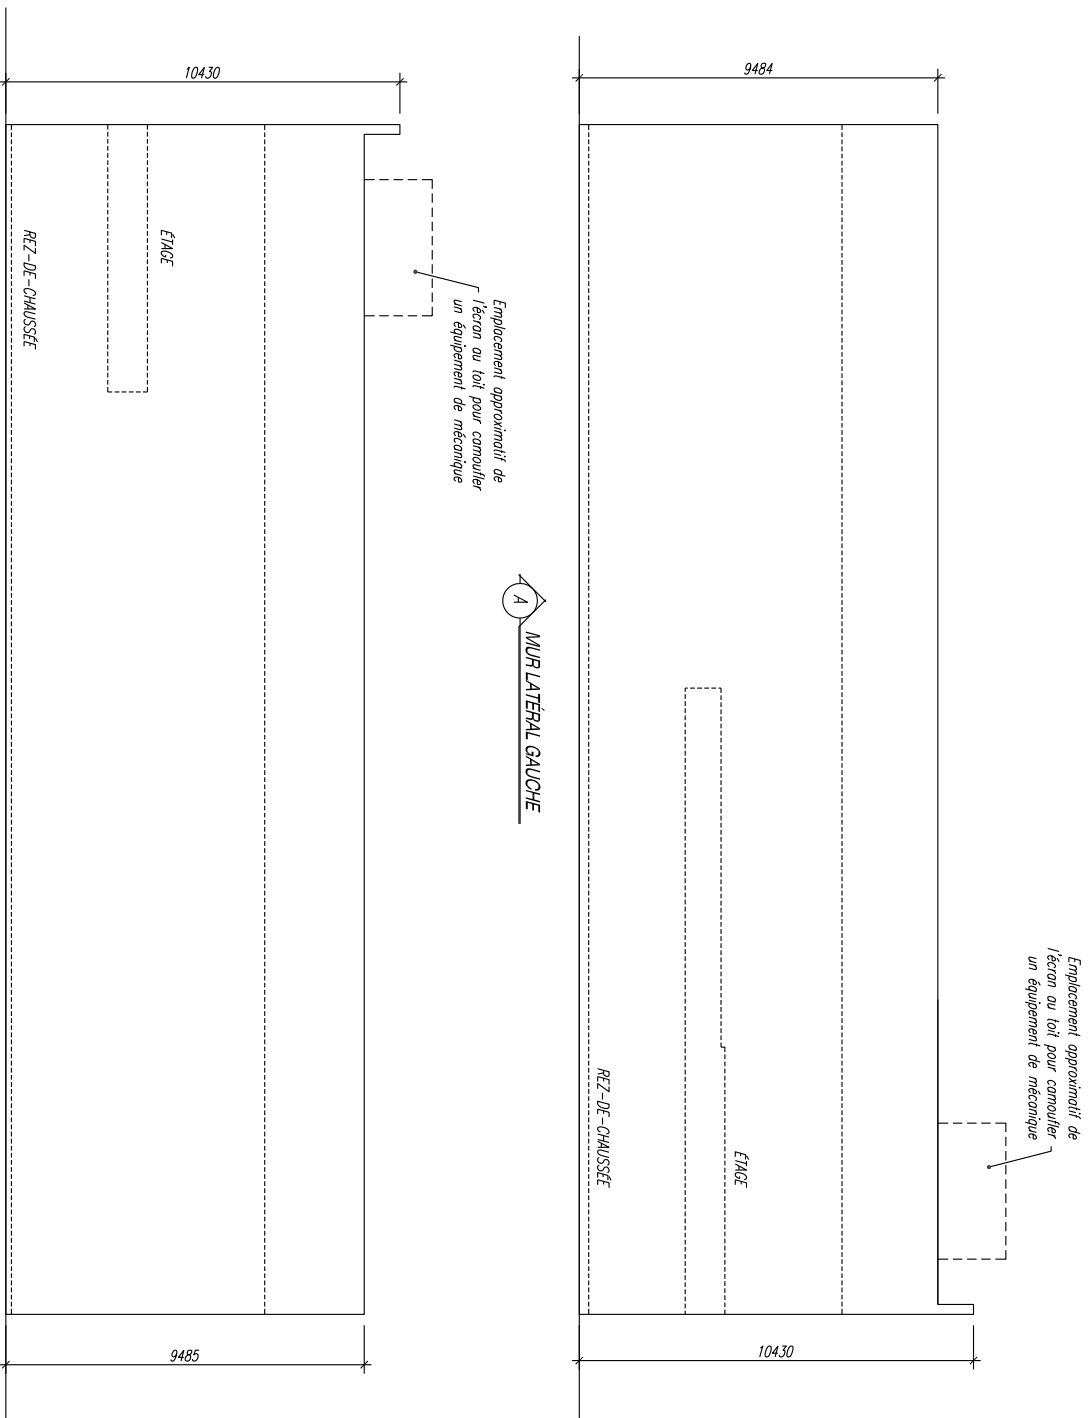 9484
Emplacement approximatif de
l'écran au toit pour camoufler
un équipement de mécanique
ÉTAGE
REZ-DE-CHAUSSÉE
10430
A
MUR LATÉRAL GAUCHE
10430
Emplacement approximatif de
l'écran au toit pour camoufler
un équipement de mécanique
ÉTAGE
REZ-DE-CHAUSSÉE
9485